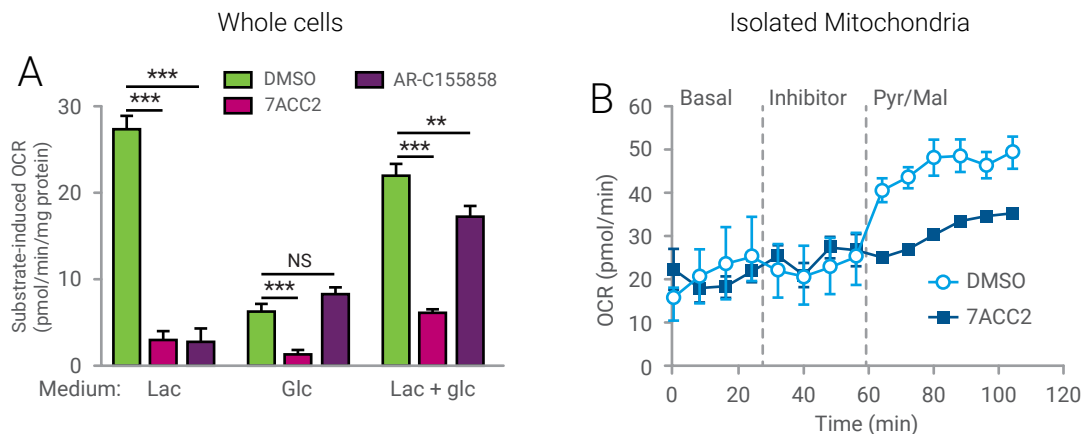 Whole cells
Isolated Mitochondria
A
DMSO
7ACC2
AR-C155858
Substrate-induced OCR
(pmol/min/mg protein)
30
20
10
0
***
***
***
NS
***
**
Medium: Lac Glc Lac + glc
B
Basal Inhibitor Pyr/Mal
OCR (pmol/min)
60
50
40
30
20
10
0
DMSO
7ACC2
0 20 40 60 80 100 120
Time (min)